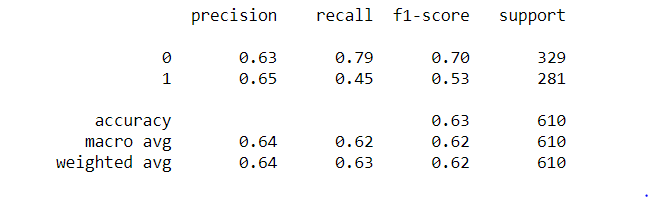 precision recall f1-score support
0 0.63 0.79 0.70 329
1 0.65 0.45 0.53 281
accuracy 0.63 610
macro avg 0.64 0.62 0.62 610
weighted avg 0.64 0.63 0.62 610